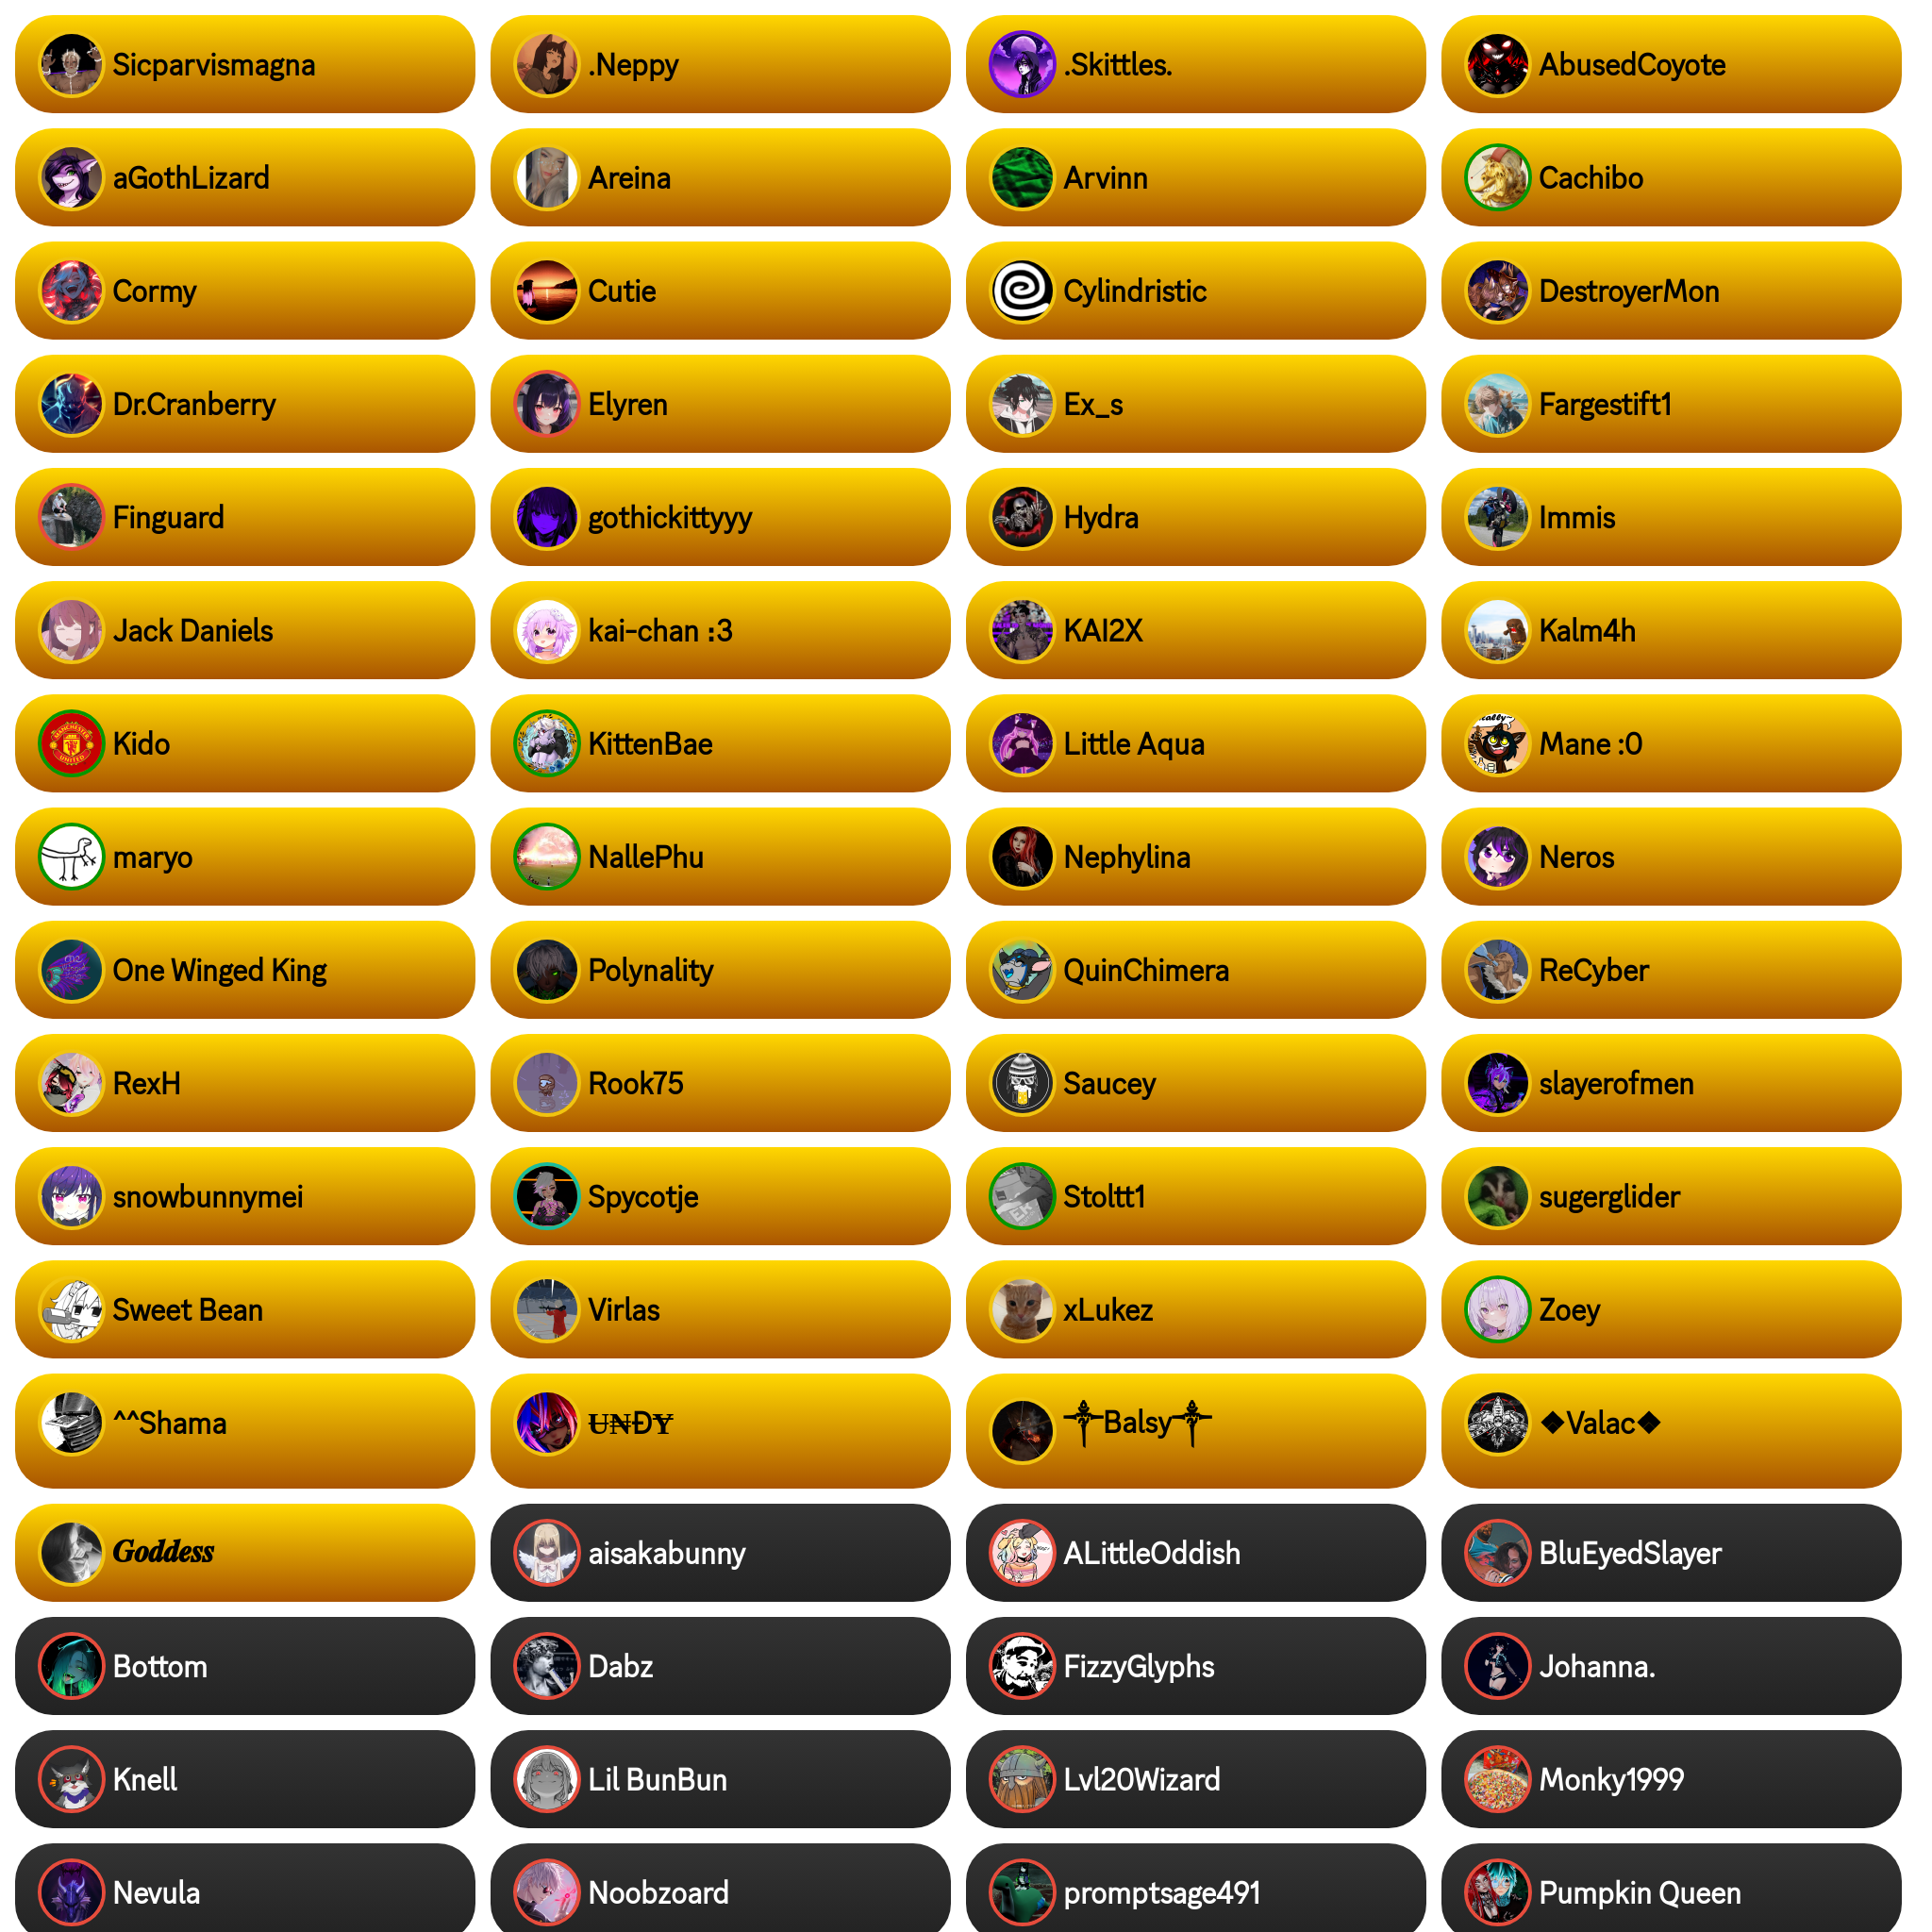 Sicparvismagna
.Neppy
.Skittles.
AbusedCoyote
aGothLizard
Areina
Arvinn
Cachibo
Cormy
Cutie
Cylindristic
DestroyerMon
Dr.Cranberry
Elyren
Ex_s
Fargestift1
Finguard
gothickittyyy
Hydra
Immis
Jack Daniels
kai-chan :3
KAI2X
Kalm4h
MANCHESTER
UNITED
Kido
KittenBae
Little Aqua
Mane :0
maryo
NallePhu
Nephylina
Neros
One Winged King
Polynality
QuinChimera
ReCyber
RexH
Rook75
Saucey
slayerofmen
snowbunnymei
Spycotje
Stoltt1
sugerglider
Sweet Bean
Virlas
xLukez
Zoey
^^Shama
U̶N̶ĐY̶
⚔Balsy⚔
◆Valac◆
𝑮𝒐𝒅𝒅𝒆𝒔𝒔
aisakabunny
ALittleOddish
BluEyedSlayer
Bottom
Dabz
FizzyGlyphs
Johanna.
Knell
Lil BunBun
Lvl20Wizard
Monky1999
Nevula
Noobzoard
promptsage491
Pumpkin Queen